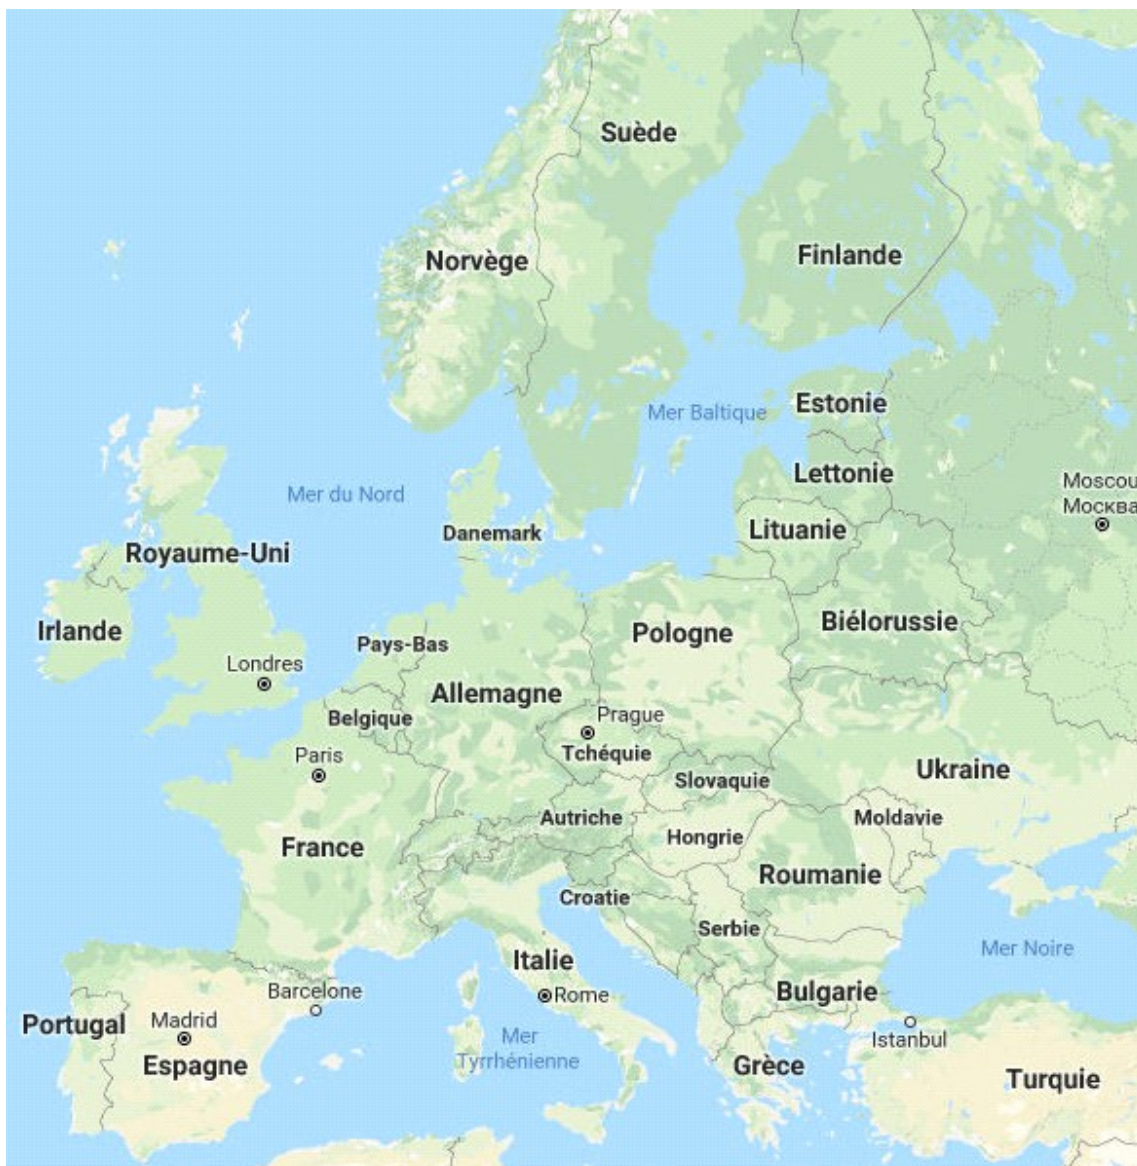 Suède
Norvège
Finlande
Mer Baltique
Estonie
Lettonie
Mer du Nord
Moscou
Москва
Danemark
Lituanie
Royaume-Uni
Irlande
Biélorussie
Pologne
Pays-Bas
Londres
Allemagne
Belgique
Prague
Tchéquie
Paris
Ukraine
Slovaquie
Autriche
Moldavie
Hongrie
France
Roumanie
Croatie
Serbie
Mer Noire
Italie
Barcelone
Rome
Bulgarie
Portugal
Madrid
Istanbul
Mer
Tyrrhénienne
Espagne
Grèce
Turquie